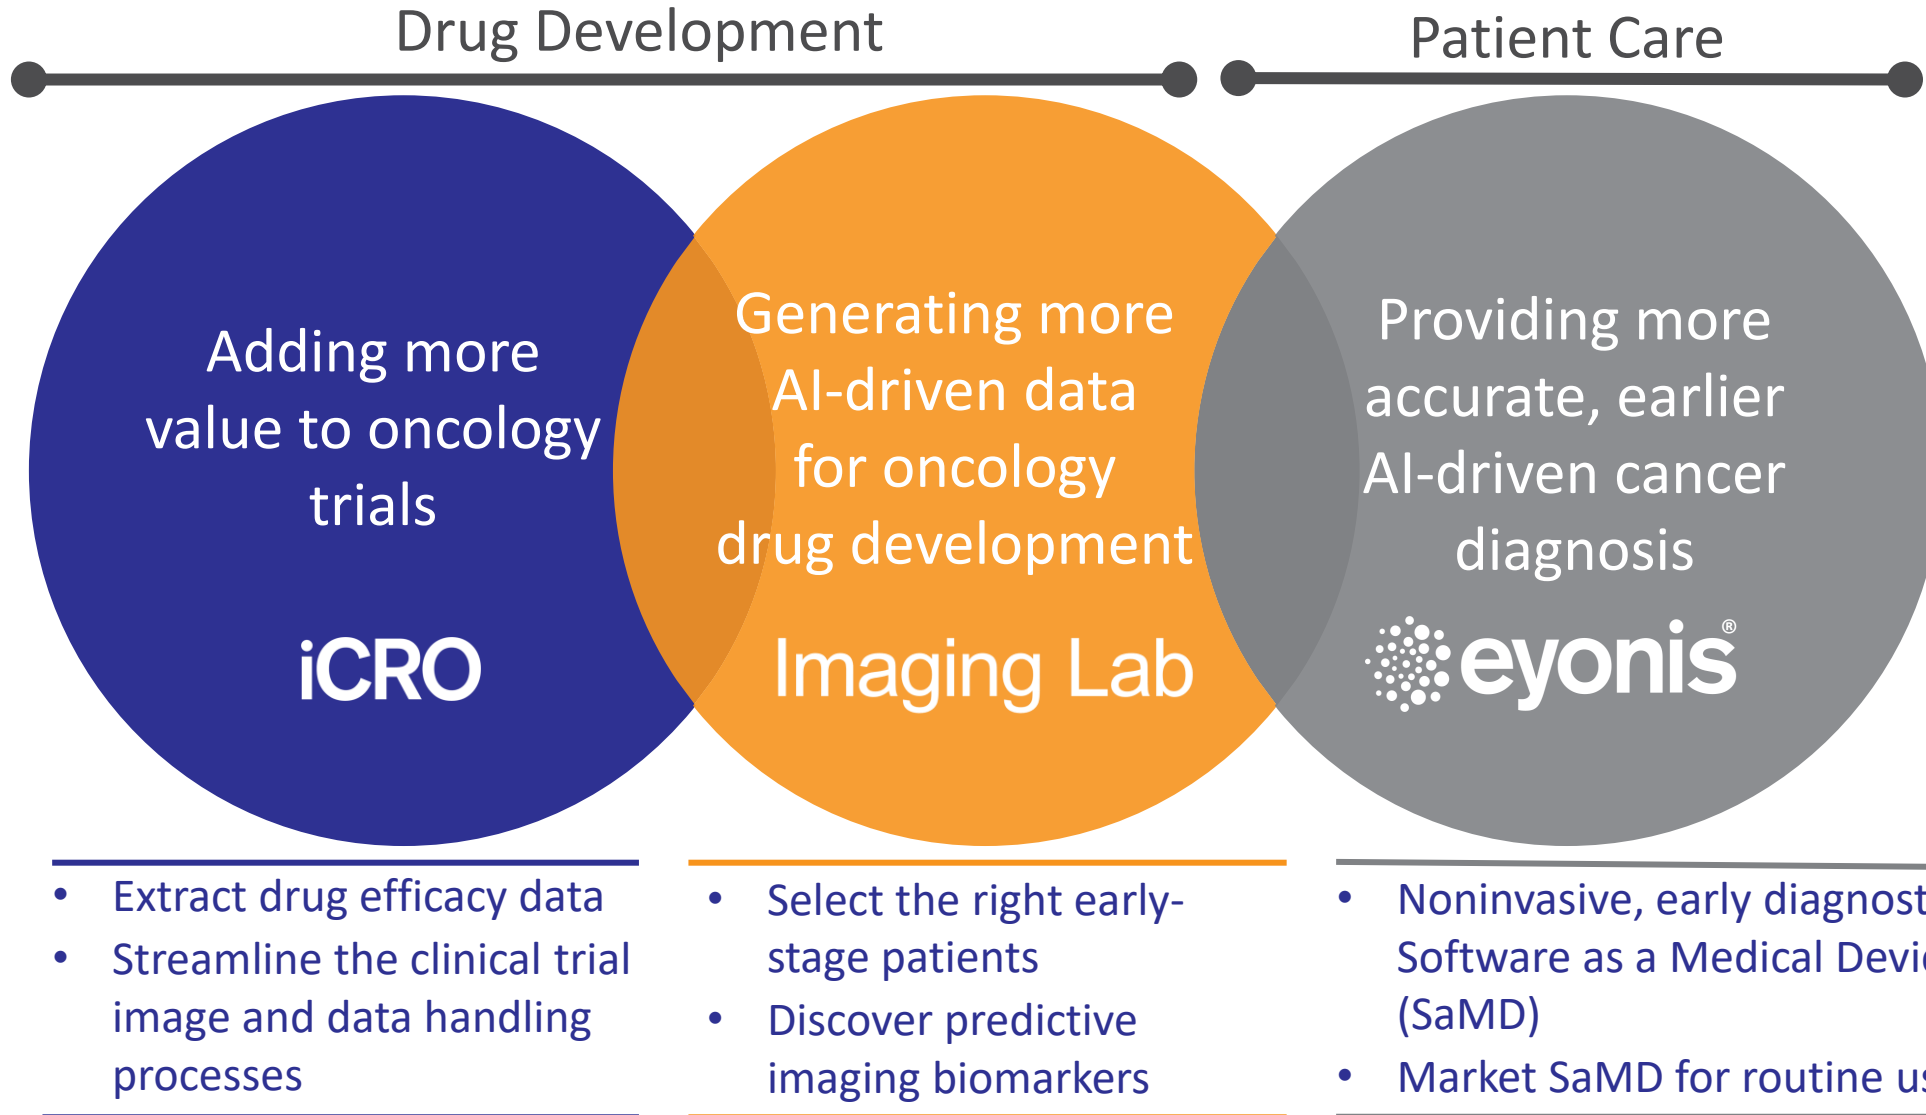 Drug Development
Patient Care
Adding more
value to oncology
trials
iCRO
Generating more
AI-driven data
for oncology
drug development
Imaging Lab
Providing more
accurate, earlier
AI-driven cancer
diagnosis
eyonis®
• Extract drug efficacy data
• Streamline the clinical trial
image and data handling
processes
• Select the right early-
stage patients
• Discover predictive
imaging biomarkers
• Noninvasive, early
Software as a Medical
(SaMD)
• Market SaMD for routine